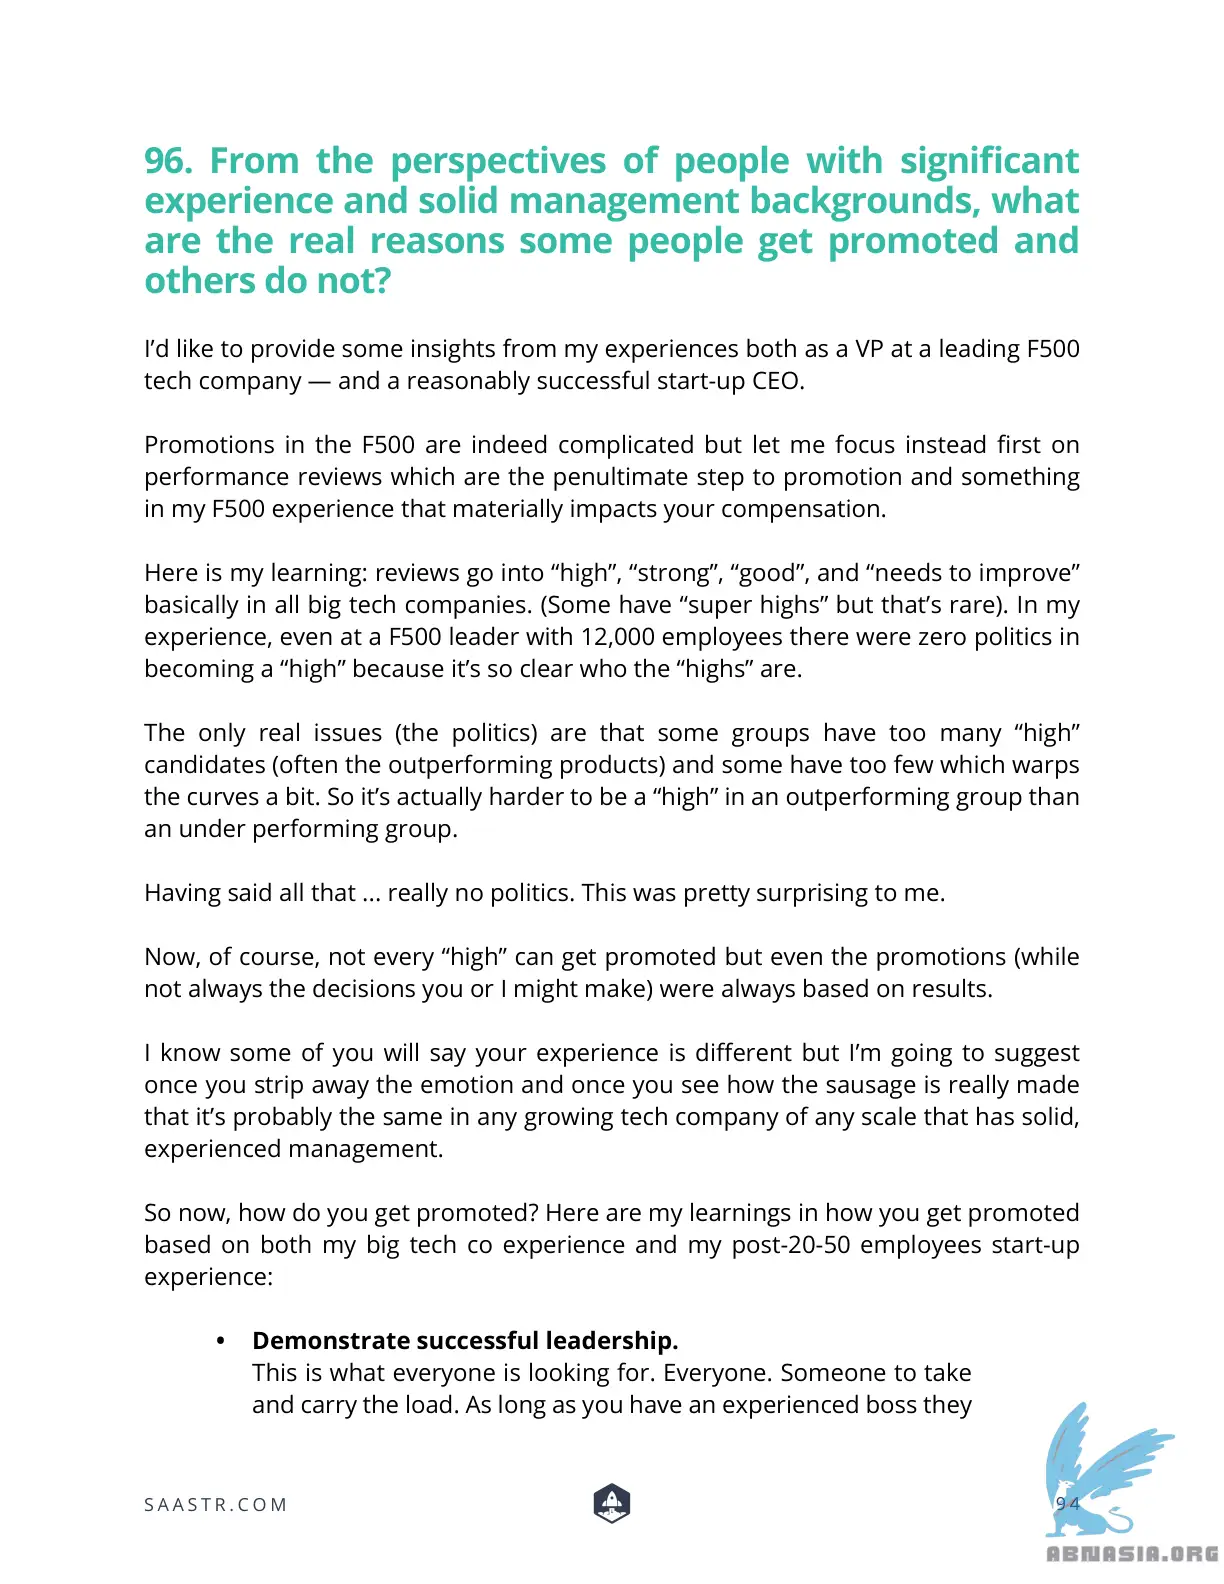 96. From the perspectives of people with significant
experience and solid management backgrounds, what
are the real reasons some people get promoted and
others do not?
I’d like to provide some insights from my experiences both as a VP at a leading F500
tech company — and a reasonably successful start-up CEO.
Promotions in the F500 are indeed complicated but let me focus instead first on
performance reviews which are the penultimate step to promotion and something
in my F500 experience that materially impacts your compensation.
Here is my learning: reviews go into “high”, “strong”, “good”, and “needs to improve”
basically in all big tech companies. (Some have “super highs” but that’s rare). In my
experience, even at a F500 leader with 12,000 employees there were zero politics in
becoming a “high” because it’s so clear who the “highs” are.
The only real issues (the politics) are that some groups have too many “high”
candidates (often the outperforming products) and some have too few which warps
the curves a bit. So it’s actually harder to be a “high” in an outperforming group than
an under performing group.
Having said all that ... really no politics. This was pretty surprising to me.
Now, of course, not every “high” can get promoted but even the promotions (while
not always the decisions you or I might make) were always based on results.
I know some of you will say your experience is different but I’m going to suggest
once you strip away the emotion and once you see how the sausage is really made
that it’s probably the same in any growing tech company of any scale that has solid,
experienced management.
So now, how do you get promoted? Here are my learnings in how you get promoted
based on both my big tech co experience and my post-20-50 employees start-up
experience:
• Demonstrate successful leadership.
This is what everyone is looking for. Everyone. Someone to take
and carry the load. As long as you have an experienced boss they
SAASTR.COM
94
ABNASIA.ORG